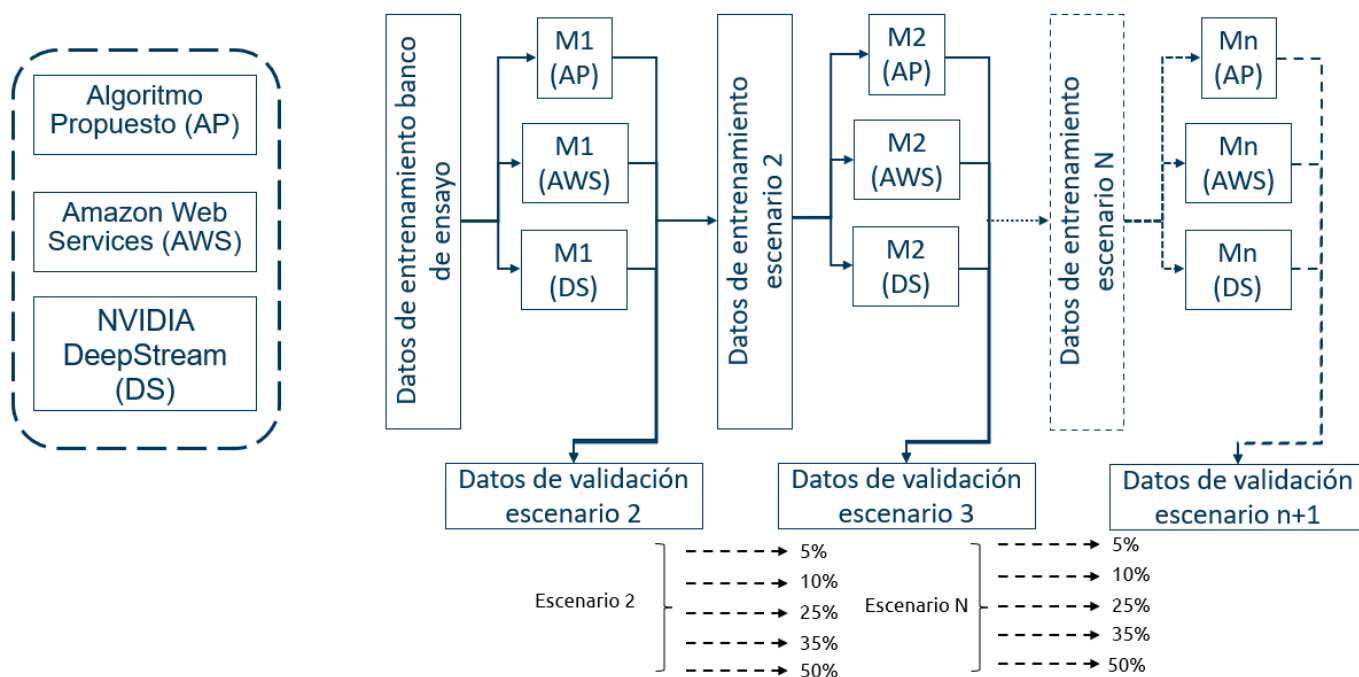 Algoritmo
Propuesto (AP)
Amazon Web
Services (AWS)
NVIDIA
DeepStream
(DS)
Datos de entrenamiento banco
de ensayo
M1
(AP)
M1
(AWS)
M1
(DS)
Datos de entrenamiento
escenario 2
M2
(AP)
M2
(AWS)
M2
(DS)
Datos de entrenamiento
escenario N
Mn
(AP)
Mn
(AWS)
Mn
(DS)
Datos de validación
escenario 2
Datos de validación
escenario 3
Datos de validación
escenario n+1
Escenario 2
5%
10%
25%
35%
50%
Escenario N
5%
10%
25%
35%
50%